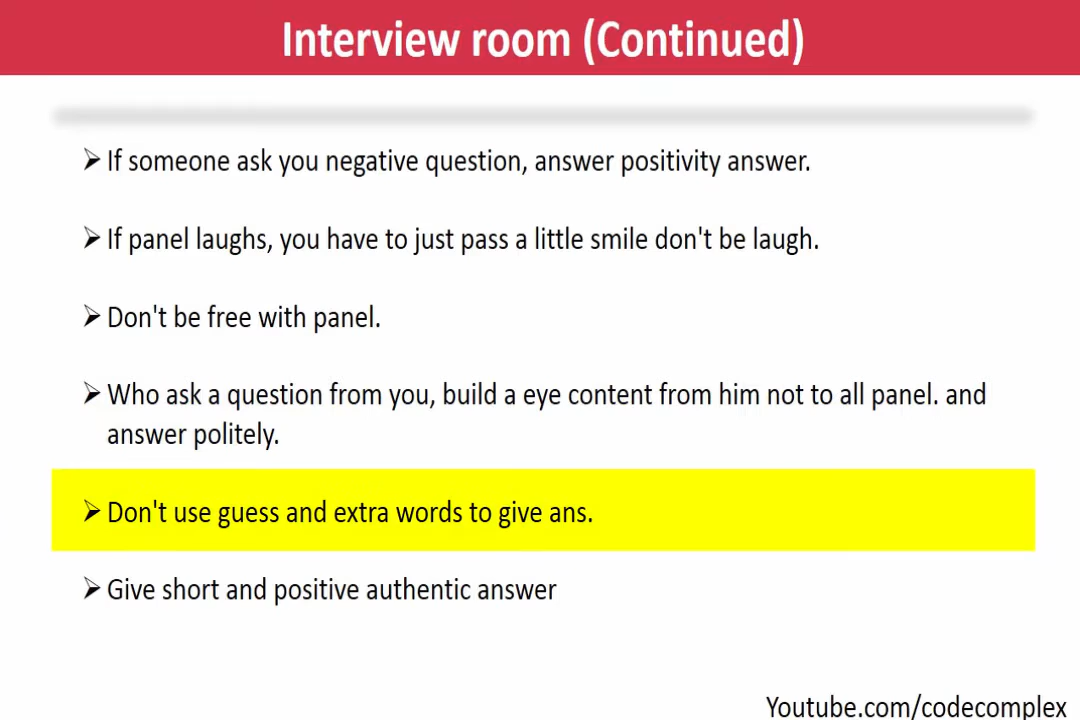 Interview room (Continued)
➢ If someone ask you negative question, answer positivity answer.
➢ If panel laughs, you have to just pass a little smile don't be laugh.
➢ Don't be free with panel.
➢ Who ask a question from you, build a eye content from him not to all panel. and
answer politely.
➢ Don't use guess and extra words to give ans.
➢ Give short and positive authentic answer
Youtube.com/codecomplex